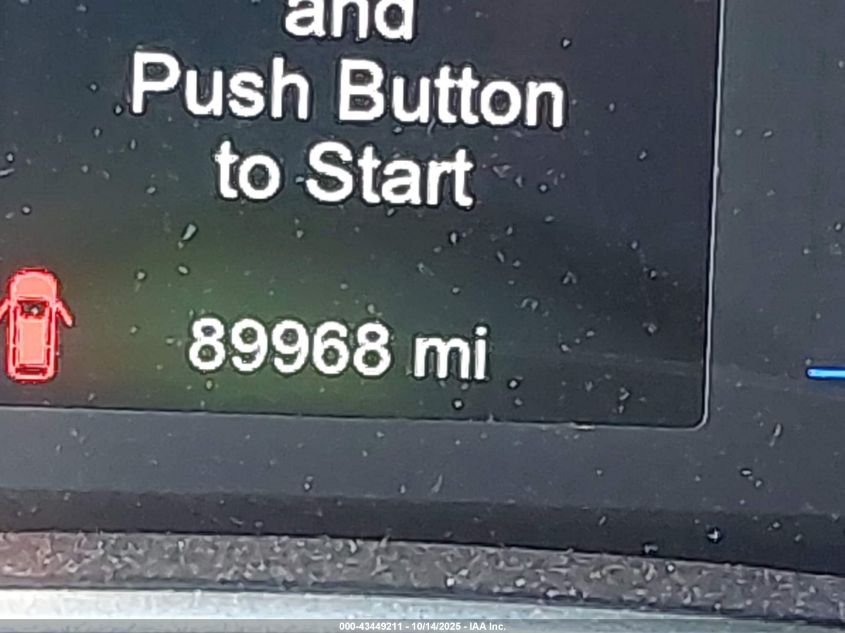 and
Push Button
to Start
89968 mi
000-43449211 - 10/14/2025 - IAA Inc.